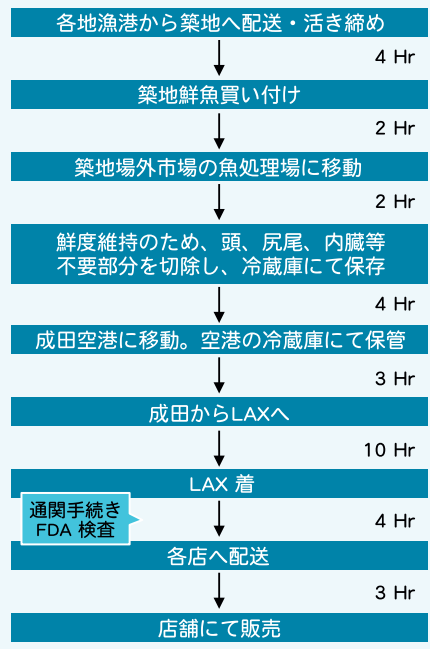 各地漁港から築地へ配送・活き締め
4 Hr
築地鮮魚買い付け
2 Hr
築地場外市場の魚処理場に移動
2 Hr
鮮度維持のため、頭、尻尾、内臓等
不要部分を切除し、冷蔵庫にて保存
4 Hr
成田空港に移動。空港の冷蔵庫にて保管
3 Hr
成田からLAXへ
10 Hr
LAX 着
通関手続き
FDA 検査
4 Hr
各店へ配送
3 Hr
店舗にて販売